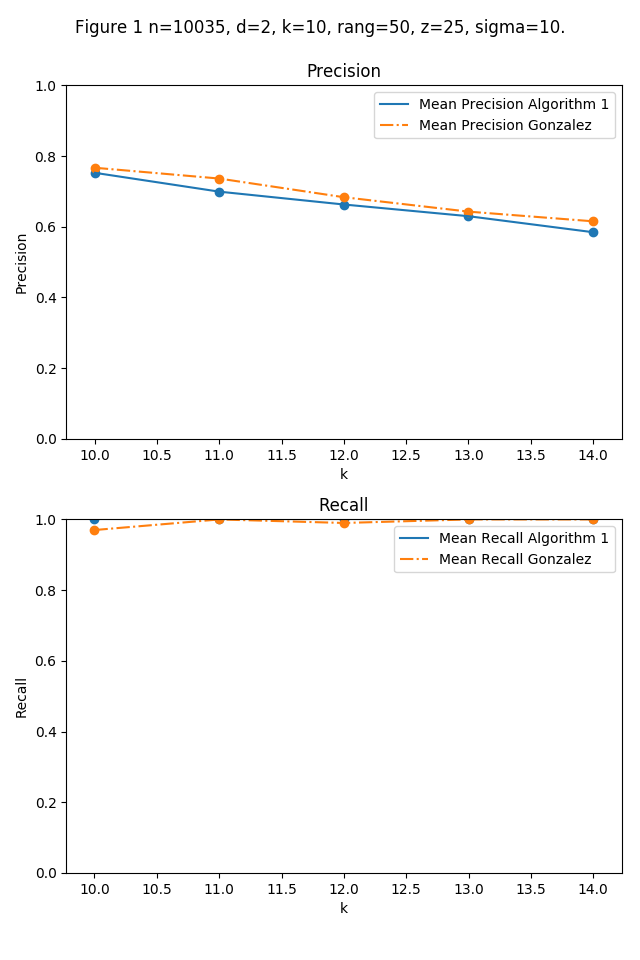 Figure 1 n=10035, d=2, k=10, rang=50, z=25, sigma=10.
Precision
1.0
0.8
0.6
0.4
0.2
0.0
Precision
Mean Precision Algorithm 1
Mean Precision Gonzalez
10.0 10.5 11.0 11.5 12.0 12.5 13.0 13.5 14.0
k
Recall
1.0
0.8
0.6
0.4
0.2
0.0
Recall
Mean Recall Algorithm 1
Mean Recall Gonzalez
10.0 10.5 11.0 11.5 12.0 12.5 13.0 13.5 14.0
k